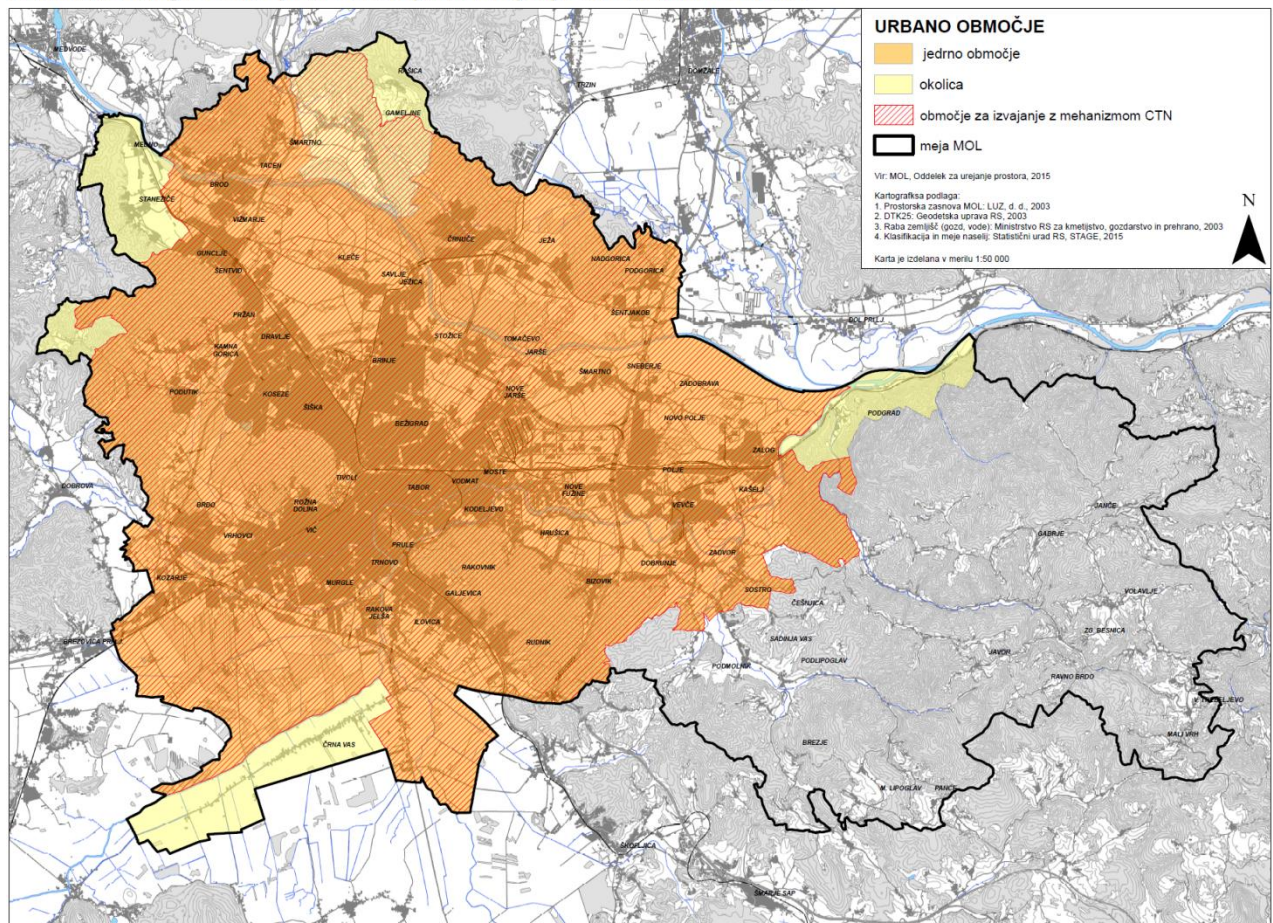 URBANO OBMOČJE
jedrno območje
okolica
območje za izvajanje z mehanizmom CTN
meja MOL
Vir: MOL, Oddelek za urejanje prostora, 2015
Kartografksa podlaga:
1. Prostorska zasnova MOL: LUZ, d. d., 2003
2. DTK25: Geodetska uprava RS, 2003
3. Raba zemljišč (gozd, vode): Ministrstvo RS za kmetijstvo, gozdarstvo in prehrano, 2003
4. Klasifikacija in meje naselij: Statistični urad RS, STAGE, 2015
Karta je izdelana v merilu 1:50 000
N
MEDVODE
RAŠICA
DOMŽALE
TRZIN
GAMELJNE
MEDNO
ŠMARTNO
TACEN
BROD
STANEŽIČE
VIŽMARJE
ČRNUČE
JEŽA
GUNCLJE
KLEČE
NADGORICA
ŠENTVID
SAVLJE
PODGORICA
JEŽICA
PRŽAN
ŠENTJAKOB
DOL PRI LJ
DRAVLJE
STOŽICE
TOMAČEVO
KAMNA
GORICA
JARŠE
BRINJE
ŠMARTNO
SNEBERJE
ZADOBRAVA
PODUTIK
KOSEZE
NOVE
JARŠE
ŠIŠKA
PODGRAD
NOVO POLJE
BEŽIGRAD
ZALOG
MOSTE
POLJE
TIVOLI
VODMAT
DOBROVA
TABOR
NOVE
FUŽINE
KAŠELJ
BRDO
ROŽNA
DOLINA
KODELJEVO
VEVČE
JANČE
VRHOVCI
VIČ
HRUŠICA
GABRJE
PRULE
ZADVOR
TRNOVO
DOBRUNJE
KOZARJE
RAKOVNIK
MURGLE
BIZOVIK
SOSTRO
GALJEVICA
VOLAVLJE
ČEŠNJICA
RAKOVA
JELŠA
ILOVICA
ZG. BESNICA
BREZOVICA PRI LJ
RUDNIK
SADINJA VAS
JAVOR
PODMOLNIK
PODLIPOGLAV
RAVNO BRDO
MALI VRH
ČRNA VAS
BREZJE
M. LIPOGLAV
PANCE
ŠKOFLJICA
ŠMARJE SAP